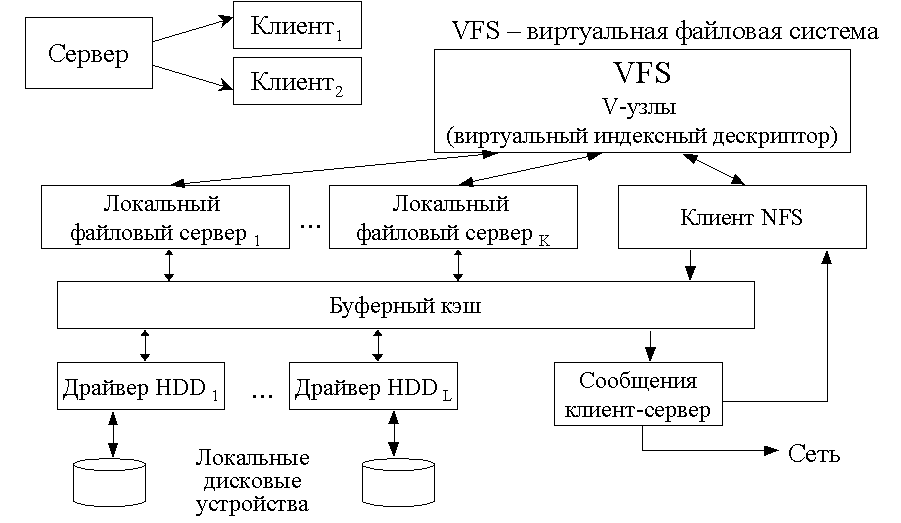 Сервер
Клиент1
Клиент2
VFS – виртуальная файловая система
VFS
V-узлы
(виртуальный индексный дескриптор)
Локальный
файловый сервер 1
...
Локальный
файловый сервер K
Клиент NFS
Буферный кэш
Драйвер HDD 1
...
Драйвер HDD L
Сообщения
клиент-сервер
Сеть
Локальные
дисковые
устройства